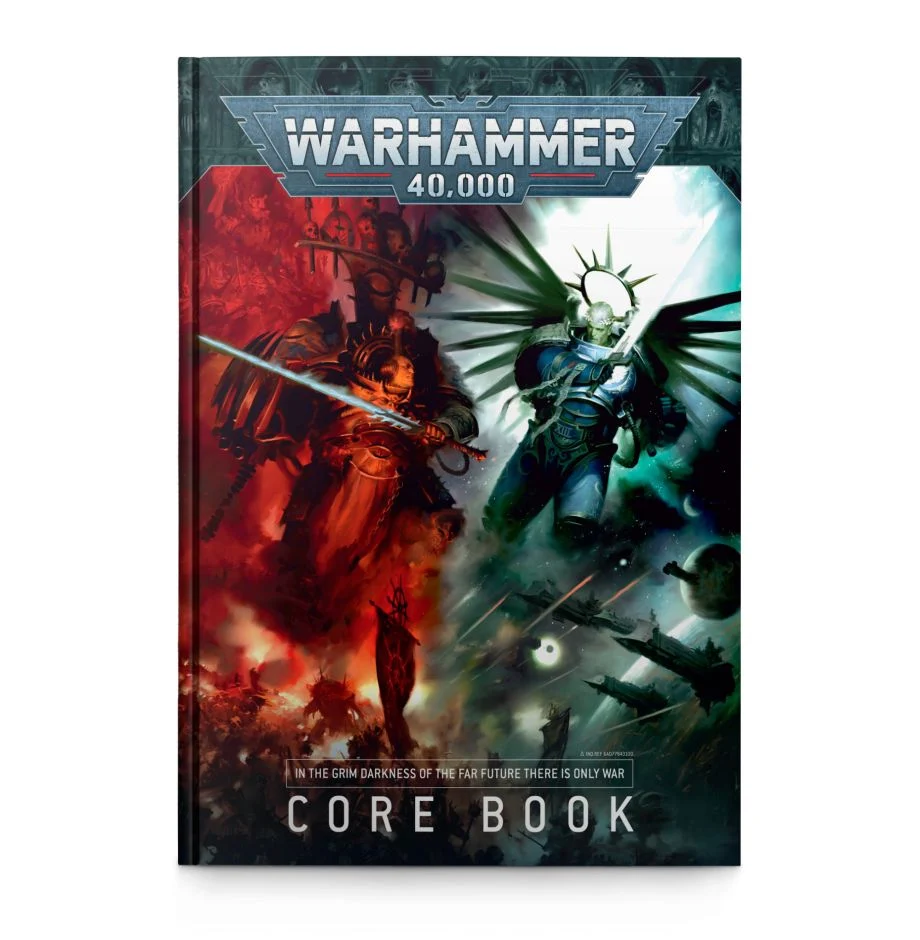 WARHAMMER
40,000
IN THE GRIM DARKNESS OF THE FAR FUTURE THERE IS ONLY WAR
CORE BOOK